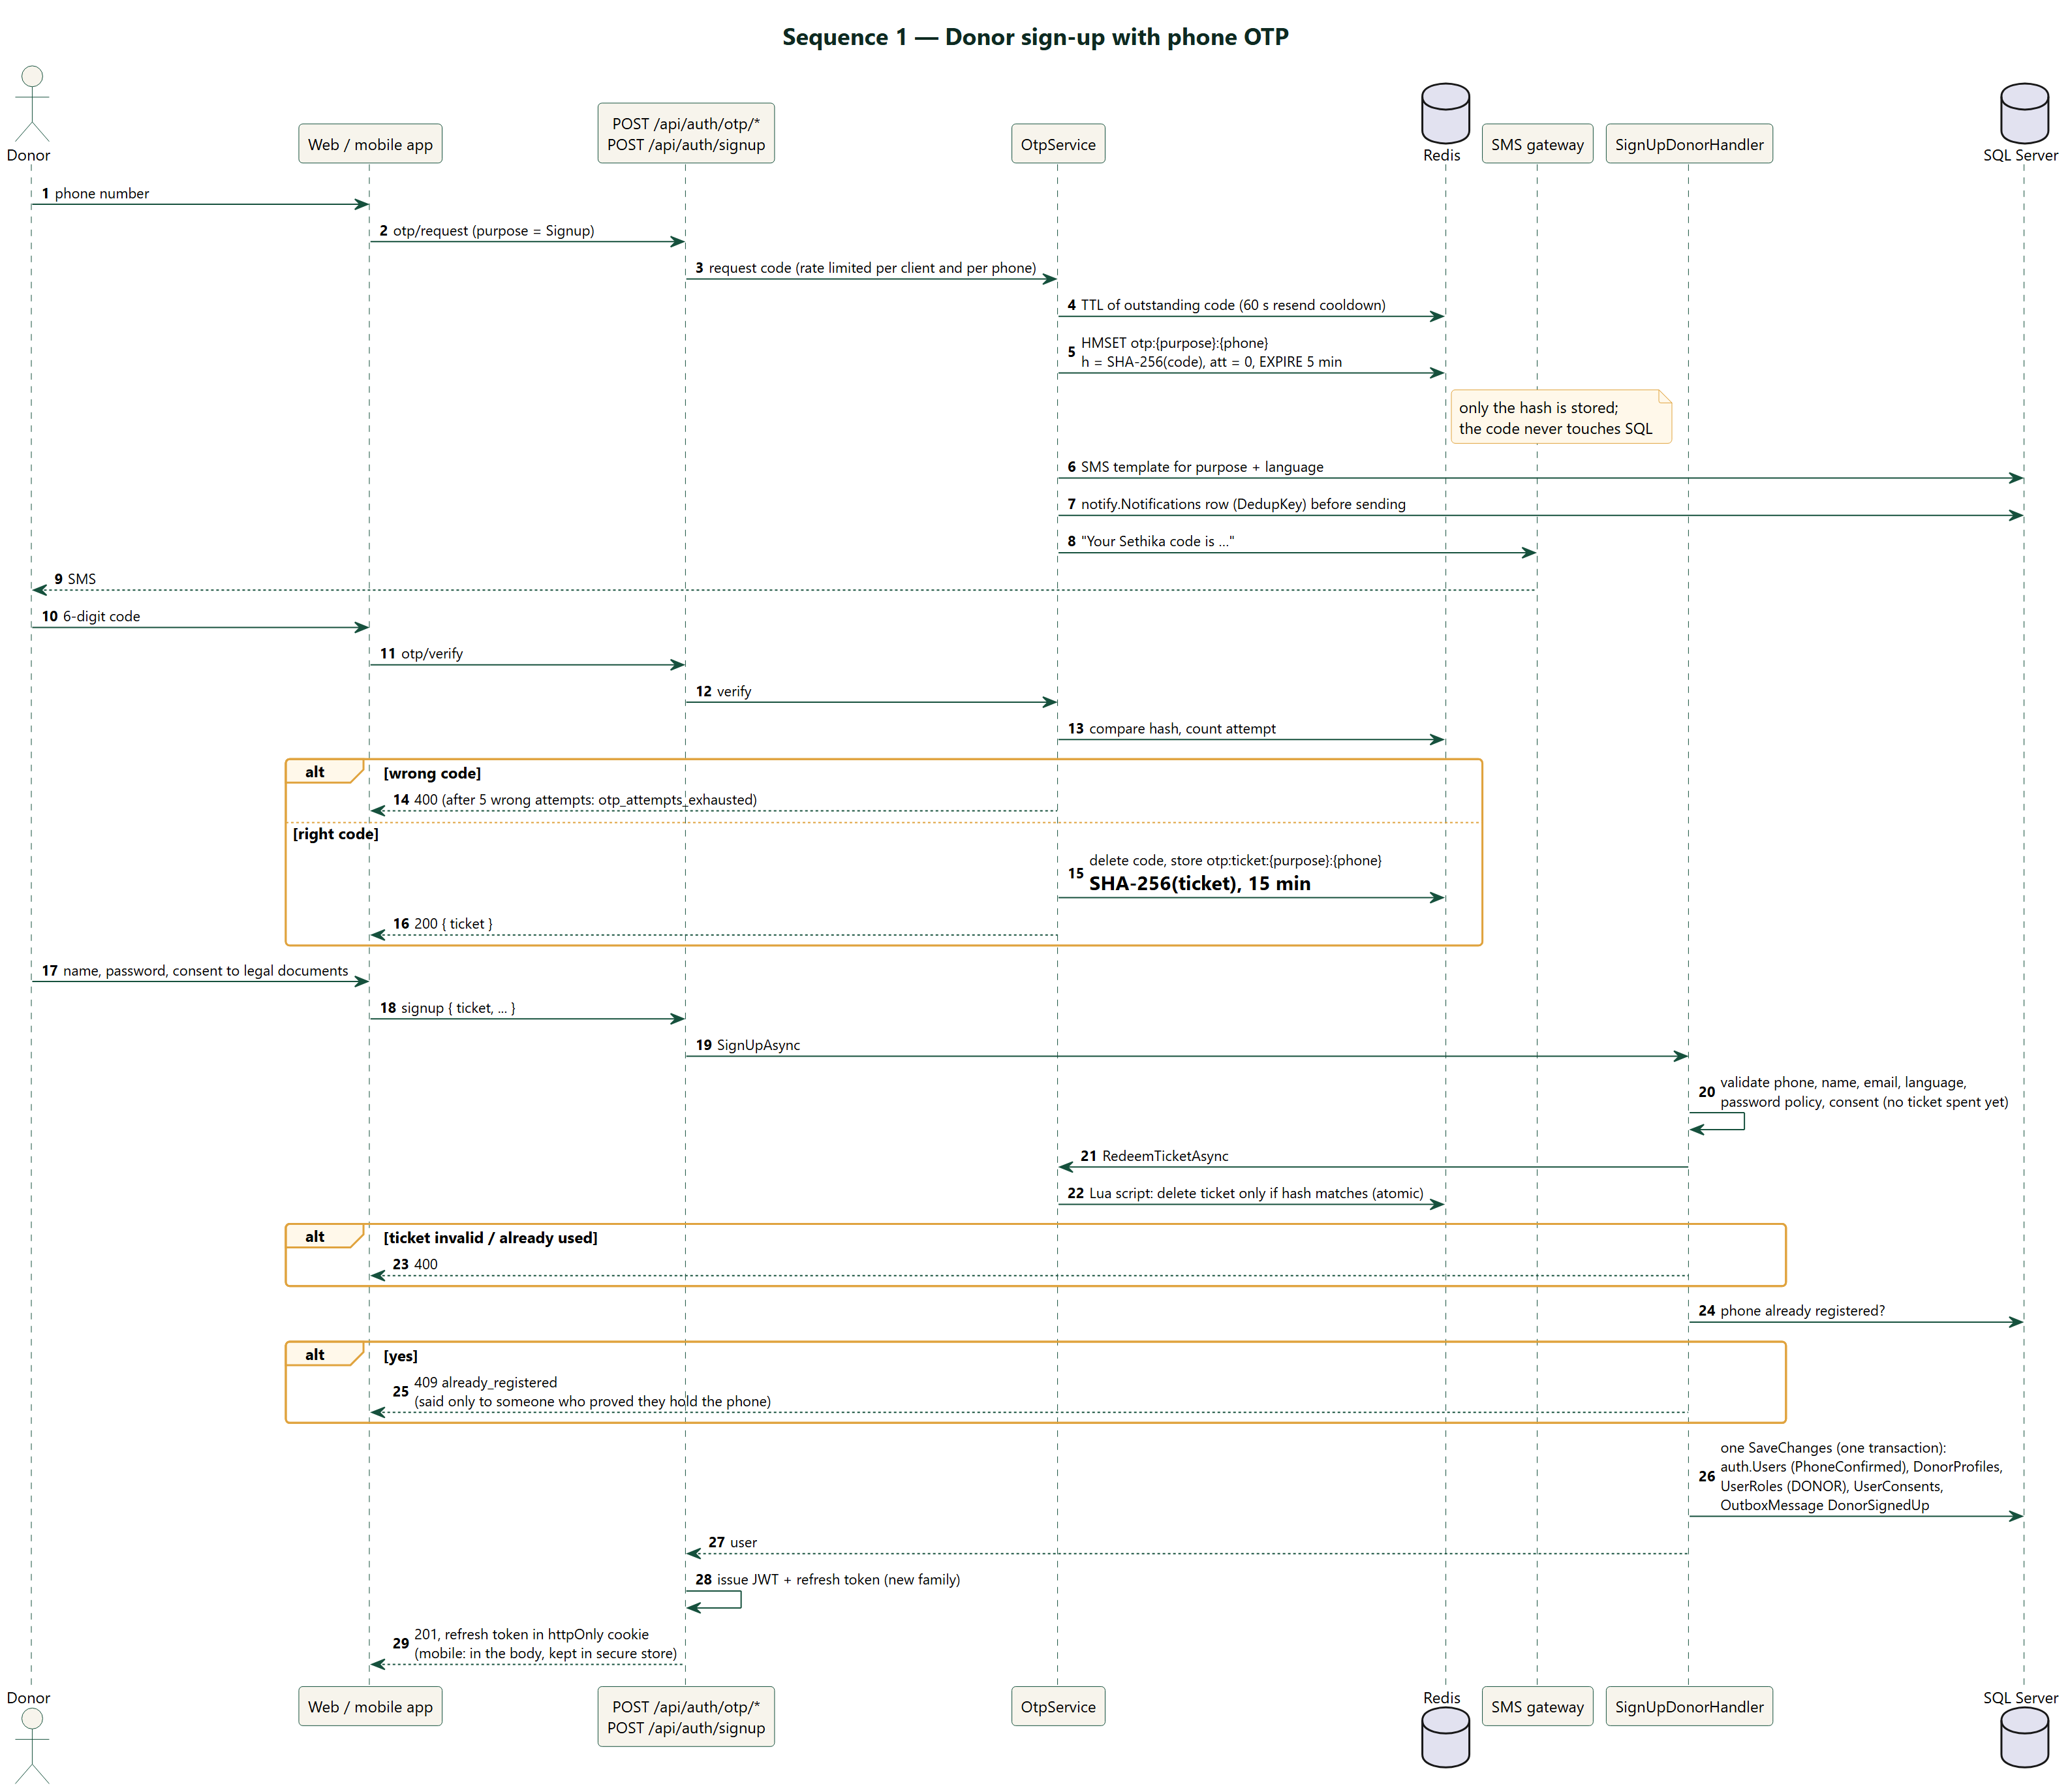 Sequence 1 — Donor sign-up with phone OTP
Donor
Web / mobile app
POST /api/auth/otp/*
POST /api/auth/signup
OtpService
Redis
SMS gateway
SignUpDonorHandler
SQL Server
1 phone number
2 otp/request (purpose = Signup)
3 request code (rate limited per client and per phone)
4 TTL of outstanding code (60 s resend cooldown)
5 HMSET otp:{purpose}:{phone}
h = SHA-256(code), att = 0, EXPIRE 5 min
only the hash is stored;
the code never touches SQL
6 SMS template for purpose + language
7 notify.Notifications row (DedupKey) before sending
8 "Your Sethika code is ..."
9 SMS
10 6-digit code
11 otp/verify
12 verify
13 compare hash, count attempt
alt [wrong code]
14 400 (after 5 wrong attempts: otp_attempts_exhausted)
[right code]
15 delete code, store otp:ticket:{purpose}:{phone}
SHA-256(ticket), 15 min
16 200 { ticket }
17 name, password, consent to legal documents
18 signup { ticket, ... }
19 SignUpAsync
20 validate phone, name, email, language,
password policy, consent (no ticket spent yet)
21 RedeemTicketAsync
22 Lua script: delete ticket only if hash matches (atomic)
alt [ticket invalid / already used]
23 400
24 phone already registered?
alt [yes]
25 409 already_registered
(said only to someone who proved they hold the phone)
26 one SaveChanges (one transaction):
auth.Users (PhoneConfirmed), DonorProfiles,
UserRoles (DONOR), UserConsents,
OutboxMessage DonorSignedUp
27 user
28 issue JWT + refresh token (new family)
29 201, refresh token in httpOnly cookie
(mobile: in the body, kept in secure store)
Donor
Web / mobile app
POST /api/auth/otp/*
POST /api/auth/signup
OtpService
Redis
SMS gateway
SignUpDonorHandler
SQL Server